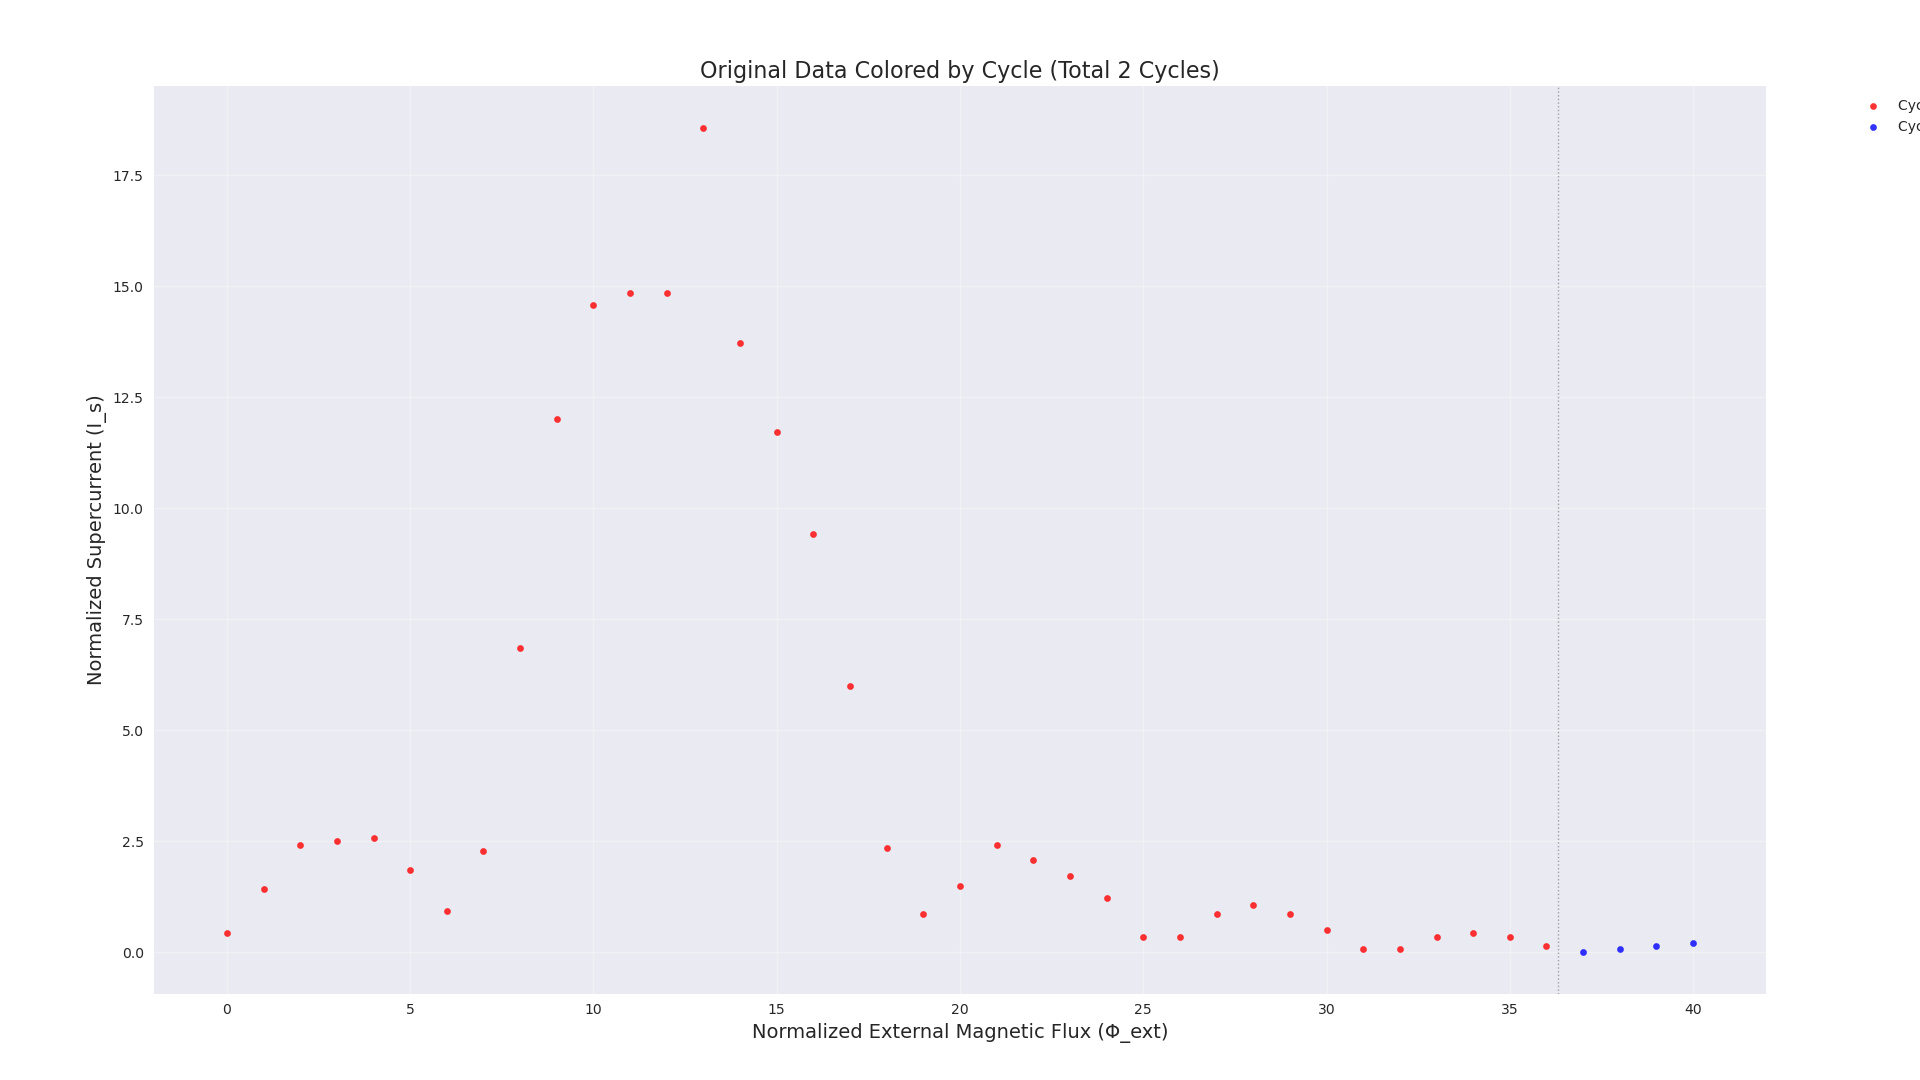 Original Data Colored by Cycle (Total 2 Cycles)
Cyc
Cyc
17.5
15.0
12.5
10.0
7.5
5.0
2.5
0.0
Normalized Supercurrent (I_s)
0 5 10 15 20 25 30 35 40
Normalized External Magnetic Flux (Φ_ext)